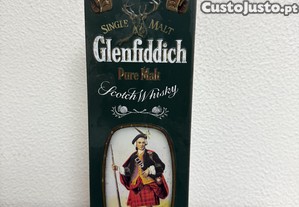 CustoJusto.pt
SINGLE MALT
Glenfiddich
Pure Malt
Scotch Whisky